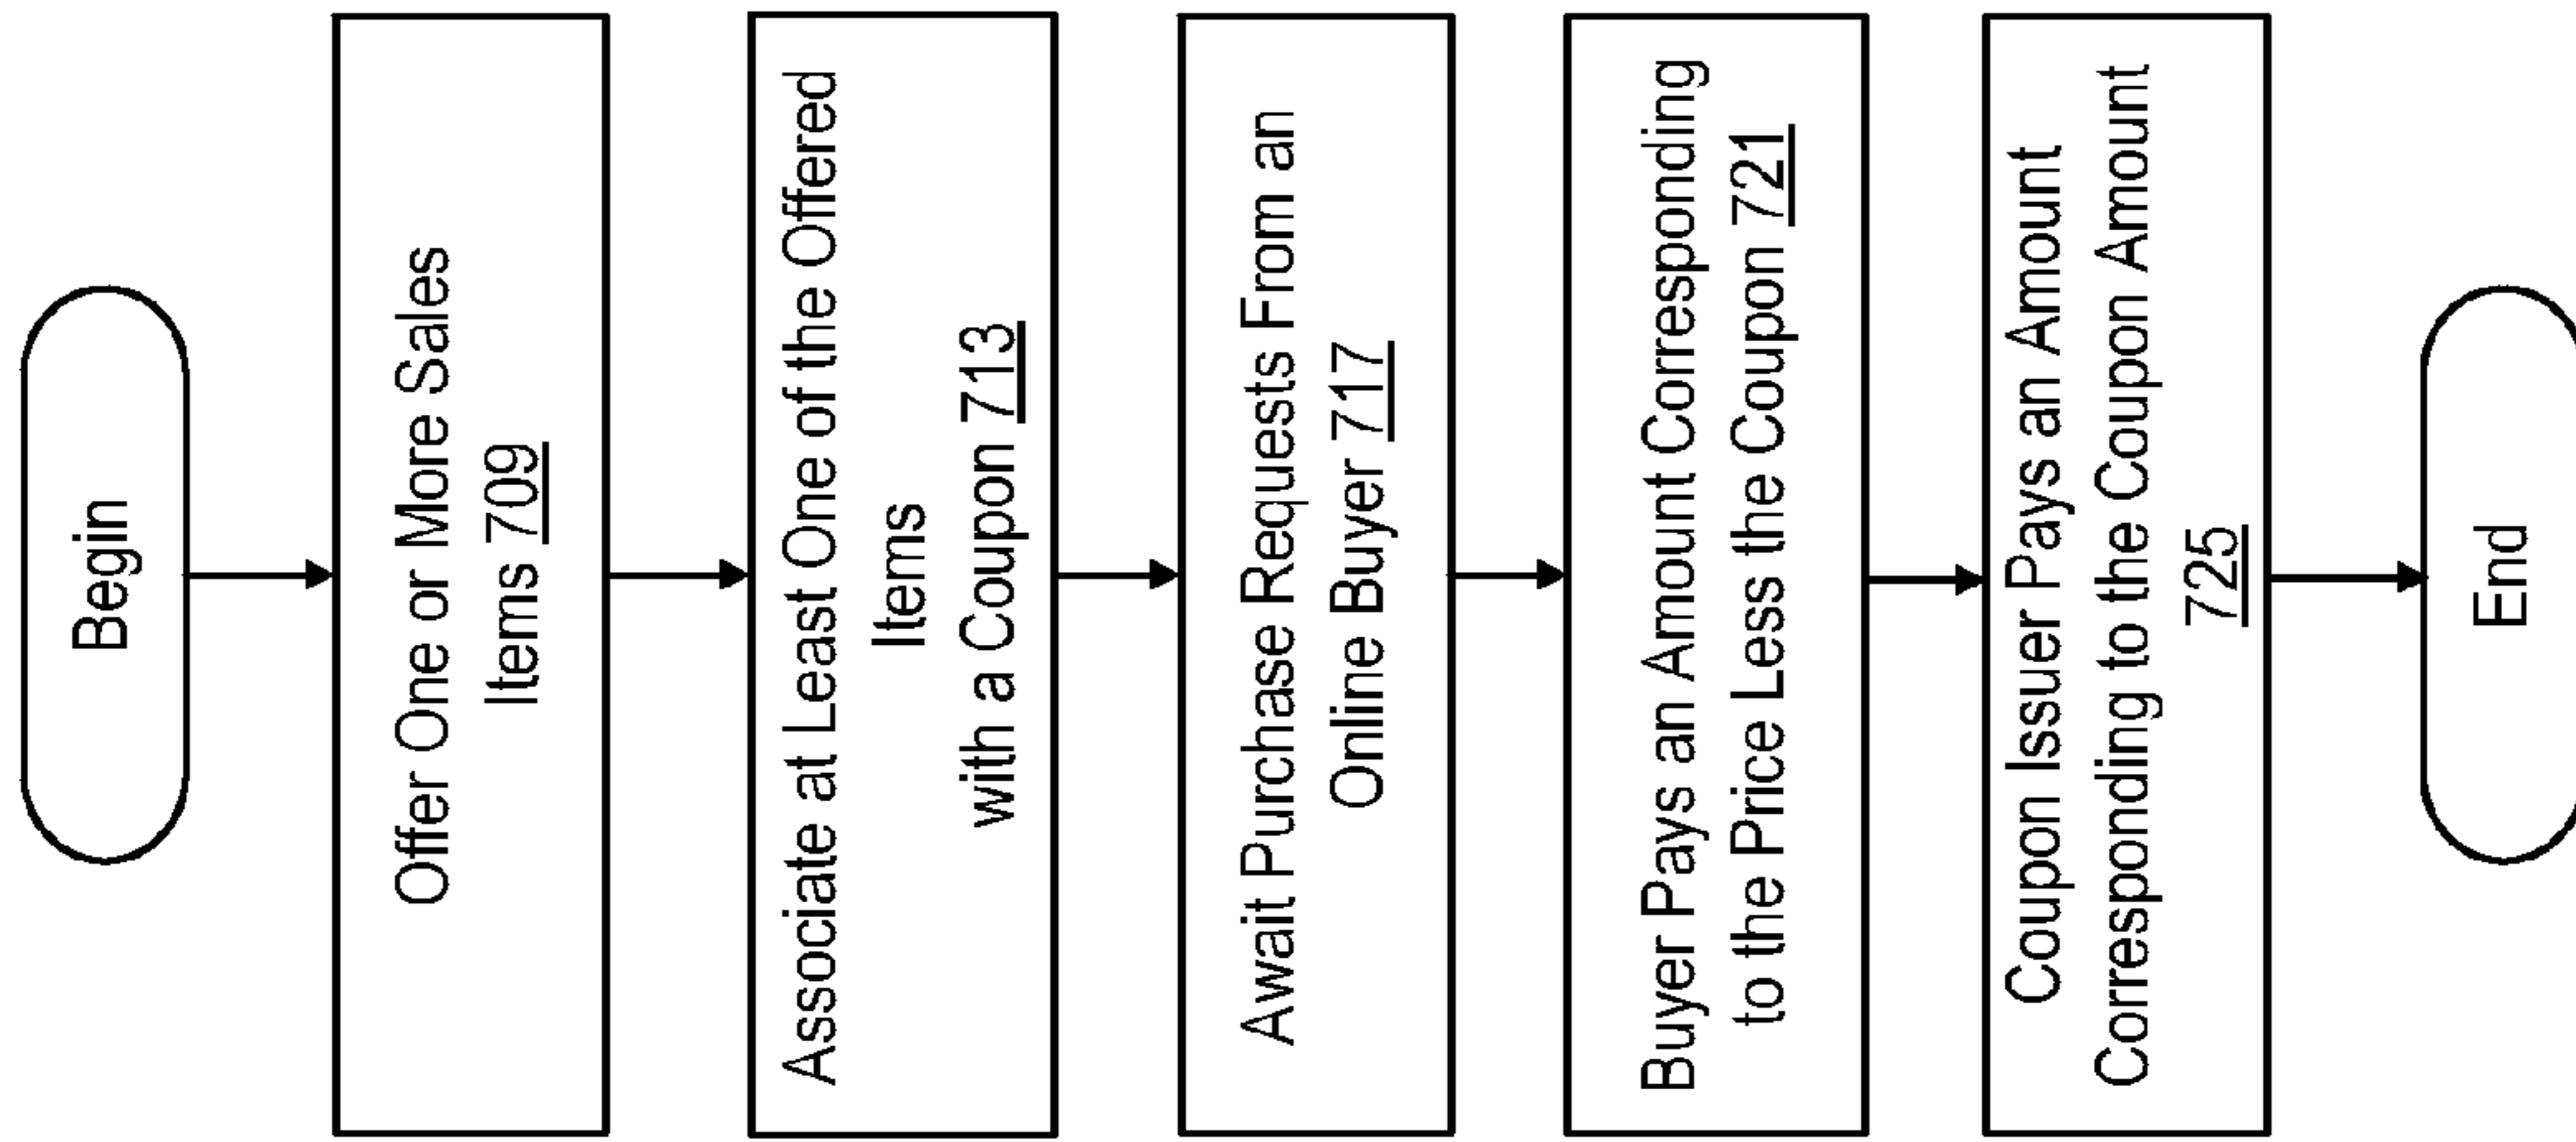 Begin
Offer One or More Sales
Items 709
Associate at Least One of the Offered
Items
with a Coupon 713
Await Purchase Requests From an
Online Buyer 717
Buyer Pays an Amount Corresponding
to the Price Less the Coupon 721
Coupon Issuer Pays an Amount
Corresponding to the Coupon Amount
725
End